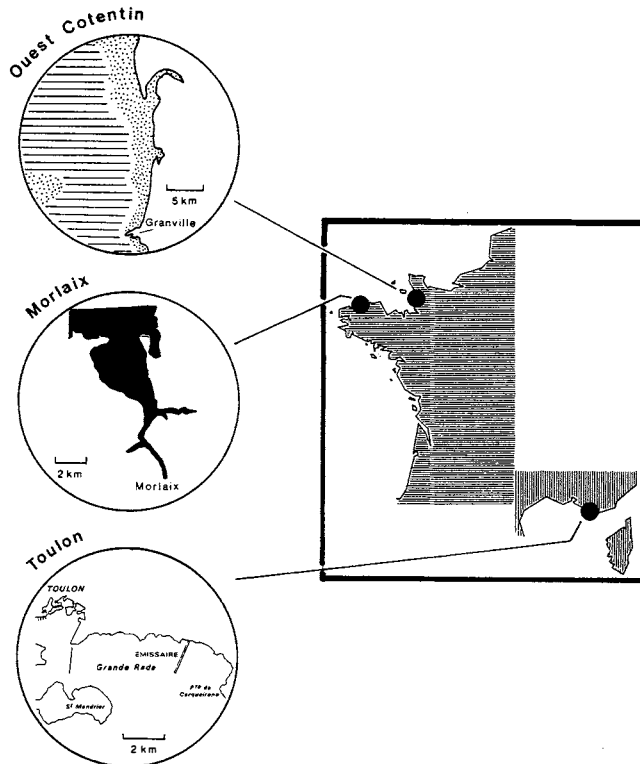 Ouest Cotentin
5 km
Granville
Morlaix
2 km
Morlaix
Toulon
TOULON
EMISSAIRE
Grande Rade
Pte de
Carqueiranne
St Mandrier
2 km